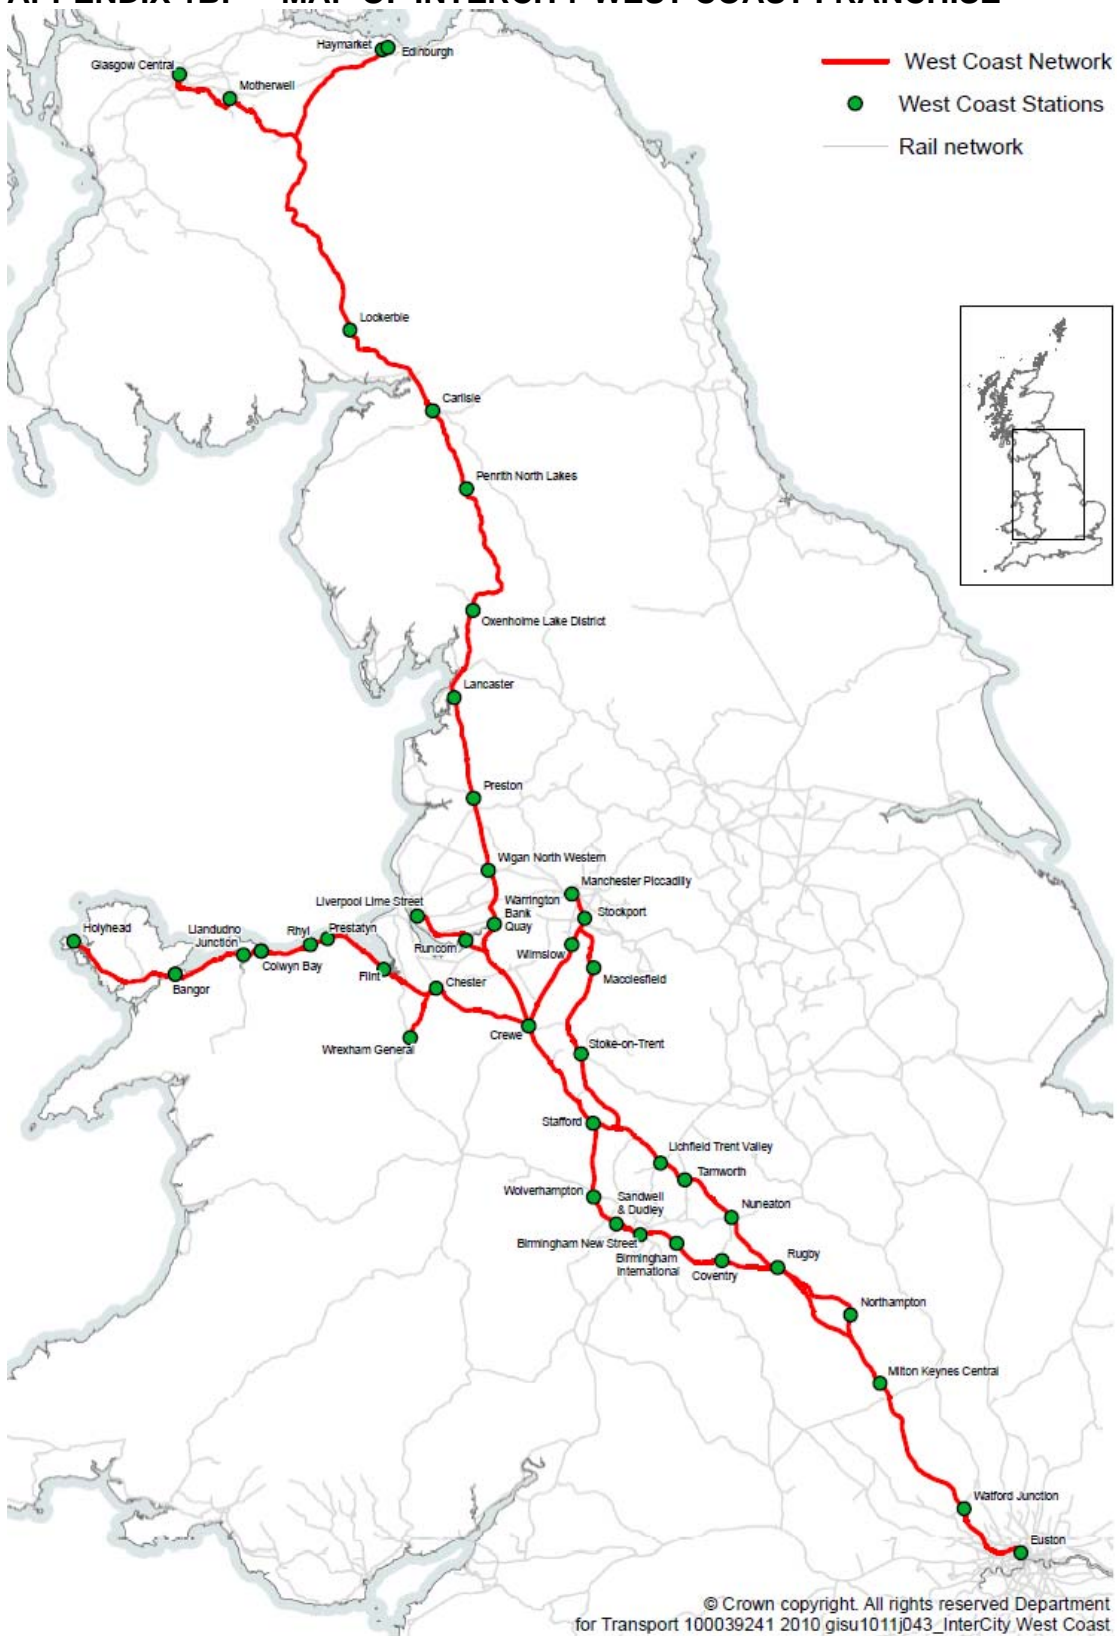 APPENDIX 1B: MAP OF INTERCITY WEST COAST FRANCHISE
Haymarket
Edinburgh
Glasgow Central
Motherwell
West Coast Network
West Coast Stations
Rail network
Lockerbie
Carlisle
Penrith North Lakes
Oxenholme Lake District
Lancaster
Preston
Wigan North Western
Manchester Piccadilly
Liverpool Lime Street
Warrington
Bank
Quay
Stockport
Holyhead
Llandudno
Junction
Rhyl
Prestatyn
Runcorn
Wilmslow
Colwyn Bay
Flint
Macclesfield
Bangor
Chester
Crewe
Wrexham General
Stoke-on-Trent
Stafford
Lichfield Trent Valley
Tamworth
Wolverhampton
Sandwell
& Dudley
Nuneaton
Birmingham New Street
Birmingham
International
Coventry
Rugby
Northampton
Milton Keynes Central
Watford Junction
Euston
© Crown copyright. All rights reserved Department
for Transport 100039241 2010 gisu1011j043_InterCity West Coast